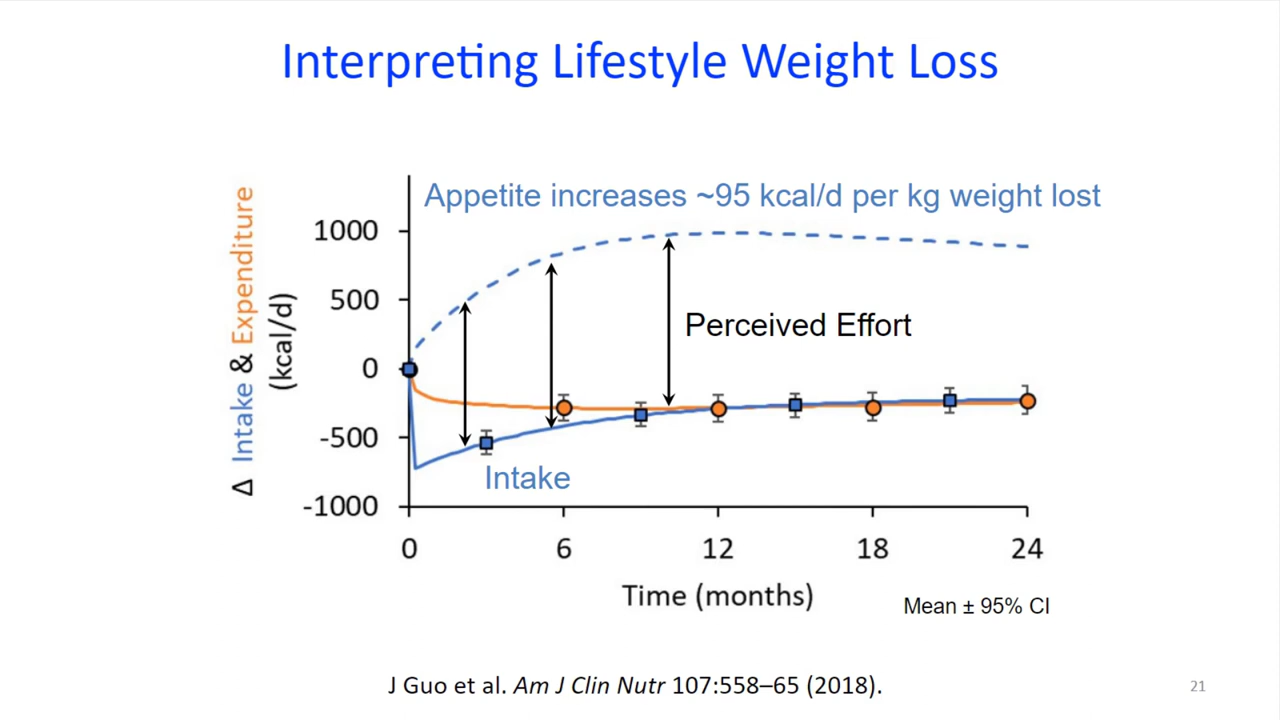 Interpreting Lifestyle Weight Loss
Appetite increases ~95 kcal/d per kg weight lost
Δ Intake & Expenditure
(kcal/d)
1000
500
0
-500
-1000
Perceived Effort
Intake
0 6 12 18 24
Time (months)
Mean ± 95% CI
J Guo et al. Am J Clin Nutr 107:558–65 (2018).
21